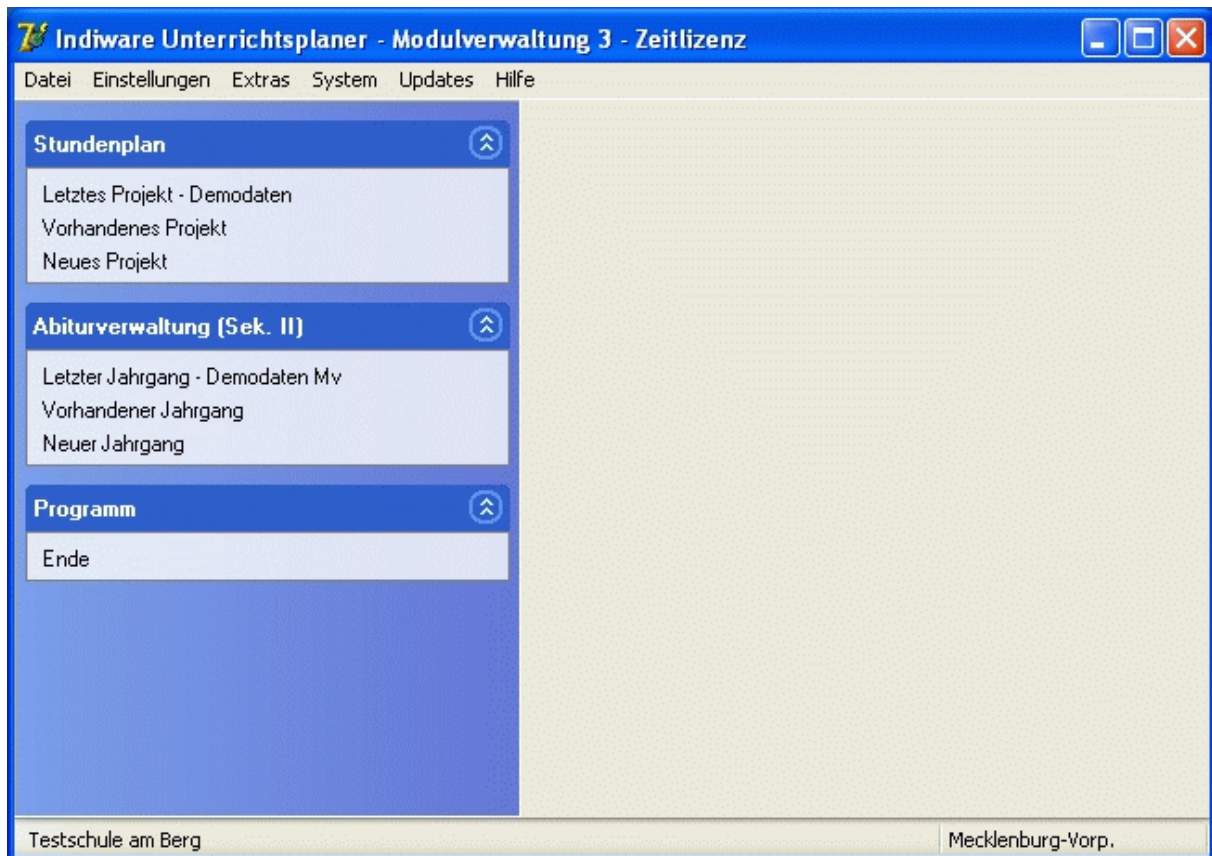 Indiware Unterrichtsplaner - Modulverwaltung 3 - Zeitlizenz
Datei Einstellungen Extras System Updates Hilfe
Stundenplan
Letztes Projekt - Demodaten
Vorhandenes Projekt
Neues Projekt
Abiturverwaltung (Sek. II)
Letzter Jahrgang - Demodaten Mv
Vorhandener Jahrgang
Neuer Jahrgang
Programm
Ende
Testschule am Berg Mecklenburg-Vorp.